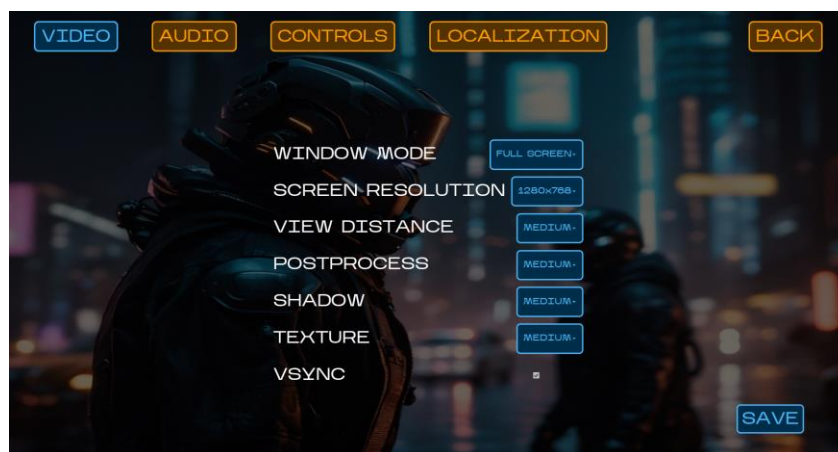 VIDEO AUDIO CONTROLS LOCALIZATION BACK
WINDOW MODE FULL SCREEN
SCREEN RESOLUTION 1280x768
VIEW DISTANCE MEDIUM
POSTPROCESS MEDIUM
SHADOW MEDIUM
TEXTURE MEDIUM
VSYNC
SAVE